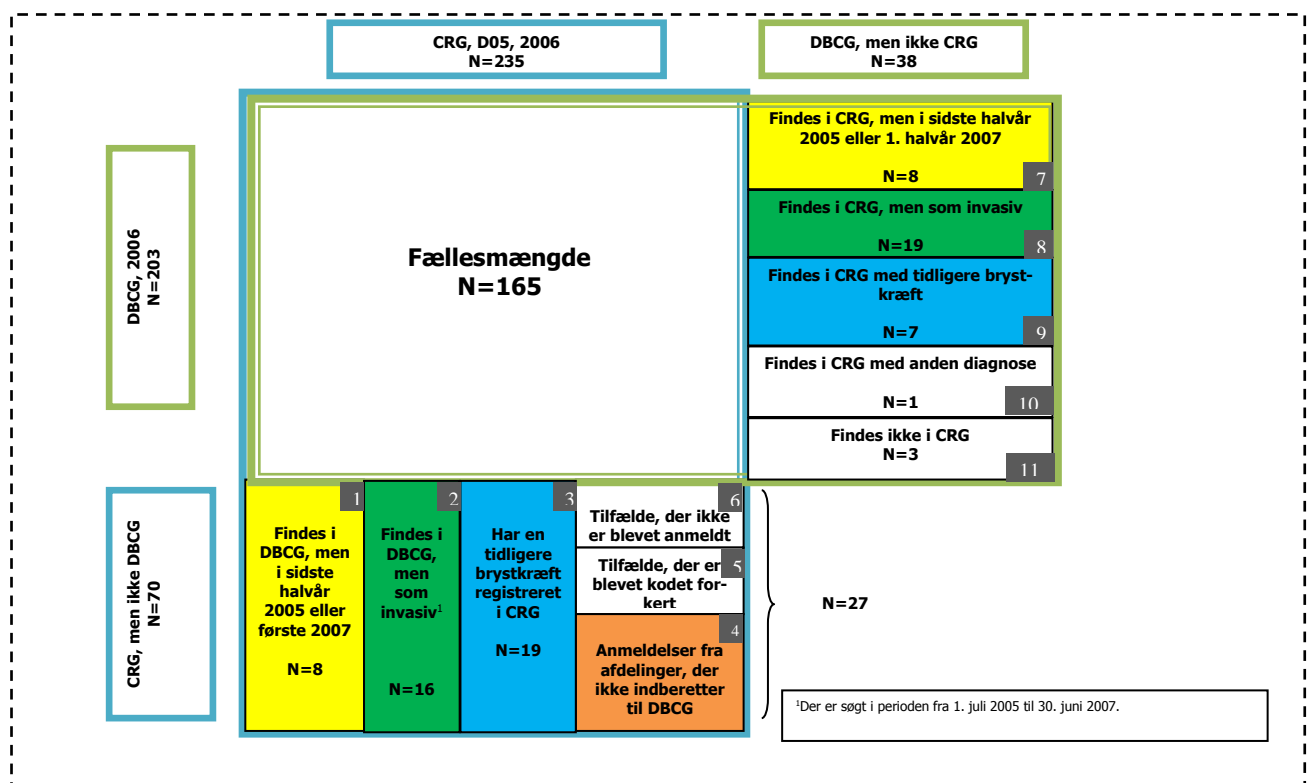 CRG, D05, 2006
N=235
DBCG, men ikke CRG
N=38
DBCG, 2006
N=203
Fællesmængde
N=165
Findes i CRG, men i sidste halvår
2005 eller 1. halvår 2007
N=8
7
Findes i CRG, men som invasiv
N=19
8
Findes i CRG med tidligere bryst-
kræft
N=7
9
Findes i CRG med anden diagnose
N=1
10
Findes ikke i CRG
N=3
11
CRG, men ikke DBCG
N=70
1
Findes i
DBCG, men
i sidste
halvår
2005 eller
første 2007
N=8
2
Findes i
DBCG,
men
som
invasiv¹
N=16
3
Har en
tidligere
brystkræft
registreret
i CRG
N=19
6
Tilfælde, der ikke
er blevet anmeldt
5
Tilfælde, der er
blevet kodet for-
kert
4
Anmeldelser fra
afdelinger, der
ikke indberetter
til DBCG
N=27
¹Der er søgt i perioden fra 1. juli 2005 til 30. juni 2007.